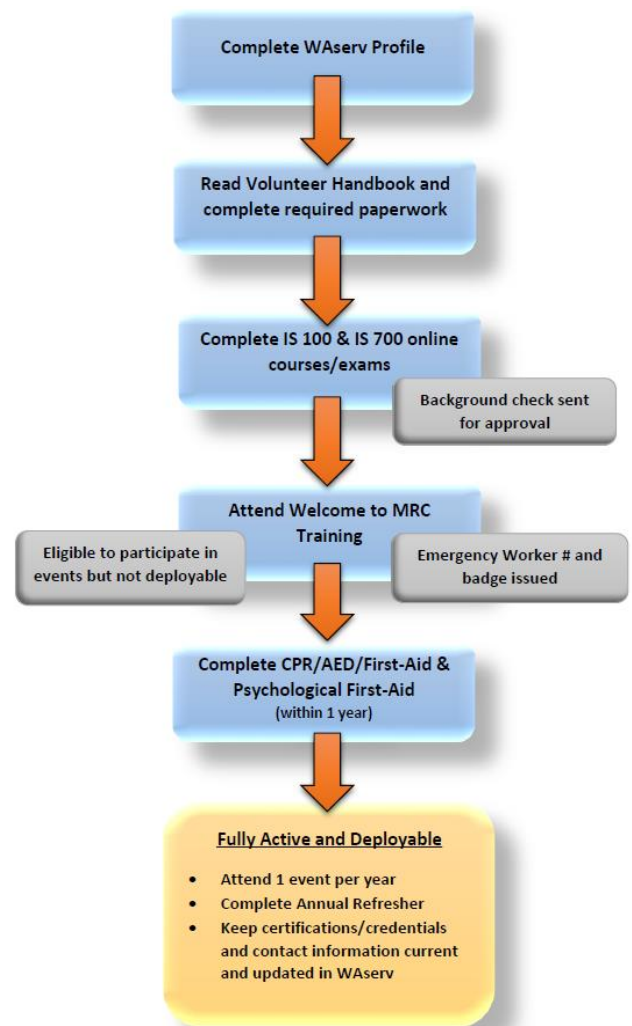 Complete WAserv Profile
Read Volunteer Handbook and
complete required paperwork
Complete IS 100 & IS 700 online
courses/exams
Background check sent
for approval
Attend Welcome to MRC
Training
Eligible to participate in
events but not deployable
Emergency Worker # and
badge issued
Complete CPR/AED/First-Aid &
Psychological First-Aid
(within 1 year)
Fully Active and Deployable
• Attend 1 event per year
• Complete Annual Refresher
• Keep certifications/credentials
and contact information current
and updated in WAserv